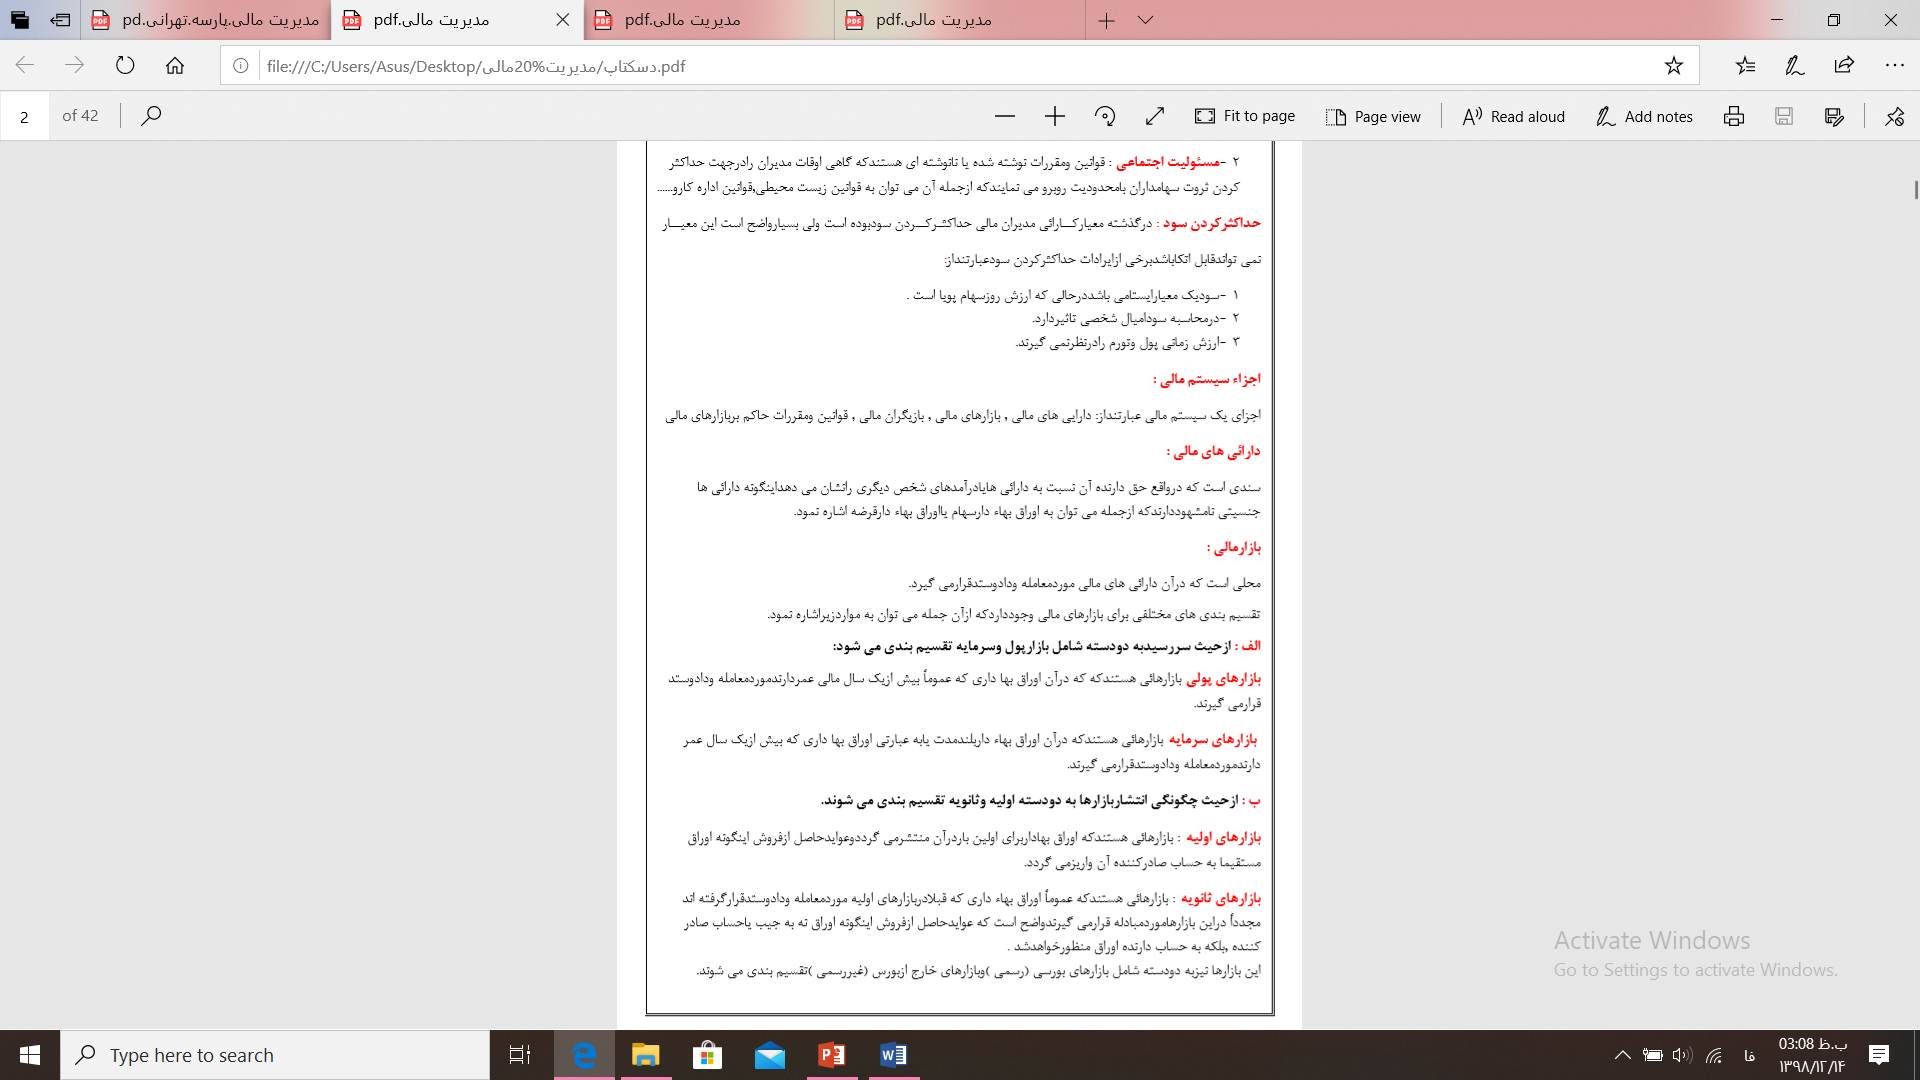 مدیریت مالی.پارسه.تهرانی.pd
مدیریت مالی.pdf
مدیریت مالی.pdf
مدیریت مالی.pdf
file:///C:/Users/Asus/Desktop/دسکتاپ/مدیریت%20مالی.pdf
2 of 42
Fit to page
Page view
Read aloud
Add notes
۲ -مسئولیت اجتماعی : قوانین ومقررات نوشته شده یا نانوشته ای هستندکه گاهی اوقات مدیران رادرجهت حداکثر
کردن ثروت سهامداران بامحدودیت روبرو می نمایندکه ازجمله آن می توان به قوانین زیست محیطی,قوانین اداره کارو......
حداکثرکردن سود : درگذشته معیارکــارائی مدیران مالی حداکثـرکــردن سودبوده است ولی بسیارواضح است این معیــار
نمی تواندقابل اتکاباشدبرخی ازایرادات حداکثرکردن سودعبارتنداز:
۱ -سودیک معیارایستامی باشددرحالی که ارزش روزسهام پویا است .
۲ -درمحاسبه سودامیال شخصی تاثیردارد.
۳ -ارزش زمانی پول وتورم رادرنظرنمی گیرند.
اجزاء سیستم مالی :
اجزای یک سیستم مالی عبارتنداز: دارایی های مالی , بازارهای مالی , بازیگران مالی , قوانین ومقررات حاکم بربازارهای مالی
دارائی های مالی :
سندی است که درواقع حق دارنده آن نسبت به دارائی هایادرآمدهای شخص دیگری رانشان می دهداینگونه دارائی ها
جنسیتی نامشهوددارندکه ازجمله می توان به اوراق بهاء دارسهام یااوراق بهاء دارقرضه اشاره نمود.
بازارمالی :
محلی است که درآن دارائی های مالی موردمعامله ودادوستدقرارمی گیرد.
تقسیم بندی های مختلفی برای بازارهای مالی وجودداردکه ازآن جمله می توان به مواردزیراشاره نمود.
الف : ازحیث سررسیدبه دودسته شامل بازارپول وسرمایه تقسیم بندی می شود:
بازارهای پولی بازارهائی هستندکه که درآن اوراق بها داری که عموماً بیش ازیک سال مالی عمردارندموردمعامله ودادوستد
قرارمی گیرند.
بازارهای سرمایه بازارهائی هستندکه درآن اوراق بهاء داربلندمدت یابه عبارتی اوراق بها داری که بیش ازیک سال عمر
دارندموردمعامله ودادوستدقرارمی گیرند.
ب : ازحیث چگونگی انتشاربازارها به دودسته اولیه وثانویه تقسیم بندی می شوند.
بازارهای اولیه : بازارهائی هستندکه اوراق بهاداربرای اولین باردرآن منتشرمی گرددوعوایدحاصل ازفروش اینگونه اوراق
مستقیما به حساب صادرکننده آن واریزمی گردد.
بازارهای ثانویه : بازارهائی هستندکه عموماً اوراق بهاء داری که قبلادربازارهای اولیه موردمعامله ودادوستدقرارگرفته اند
مجدداً دراین بازارهاموردمبادله قرارمی گیرندواضح است که عوایدحاصل ازفروش اینگونه اوراق نه به جیب یاحساب صادر
کننده ,بلکه به حساب دارنده اوراق منظورخواهدشد .
این بازارها نیزبه دودسته شامل بازارهای بورسی (رسمی )وبازارهای خارج ازبورس (غیررسمی )تقسیم بندی می شوند.
Activate Windows
Go to Settings to activate Windows.
Type here to search
فا
03:08 ب.ظ
۱۳۹۸/۱۲/۱۴